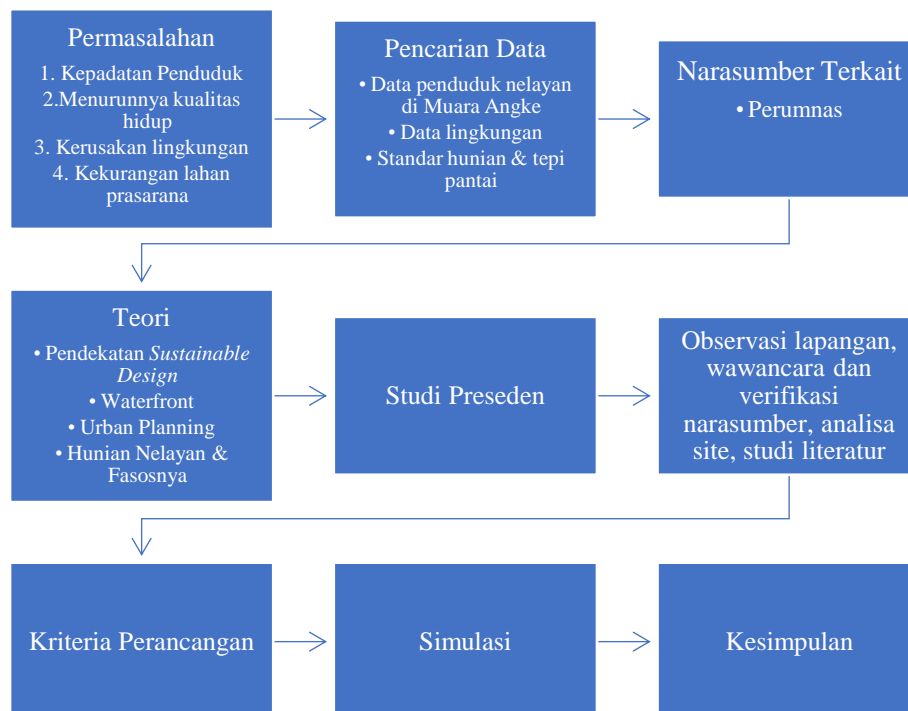 Permasalahan
1. Kepadatan Penduduk
2.Menurunnya kualitas
hidup
3. Kerusakan lingkungan
4. Kekurangan lahan
prasarana
Pencarian Data
• Data penduduk nelayan
di Muara Angke
• Data lingkungan
• Standar hunian & tepi
pantai
Narasumber Terkait
• Perumnas
Teori
• Pendekatan Sustainable
Design
• Waterfront
• Urban Planning
• Hunian Nelayan &
Fasosnya
Studi Preseden
Observasi lapangan,
wawancara dan
verifikasi
narasumber, analisa
site, studi literatur
Kriteria Perancangan
Simulasi
Kesimpulan